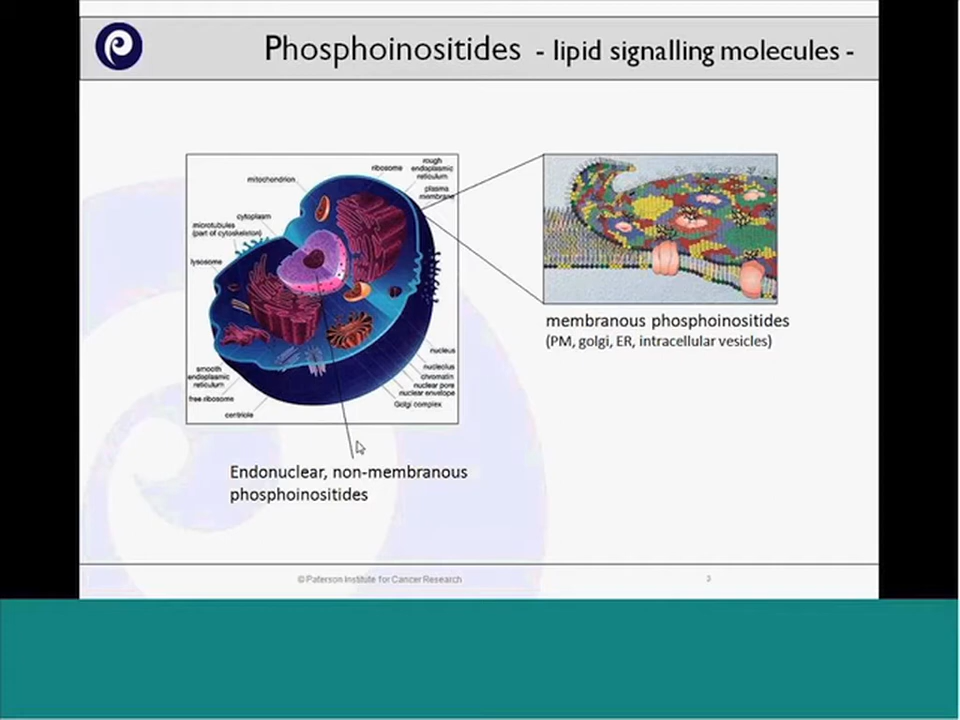 Phosphoinositides - lipid signalling molecules -
ribosome
rough
endoplasmic
reticulum
mitochondrion
plasma
membrane
cytoplasm
microtubules
(part of cytoskeleton)
lysosome
membranous phosphoinositides
(PM, golgi, ER, intracellular vesicles)
nucleus
nucleolus
chromatin
nuclear pore
nuclear envelope
Golgi complex
smooth
endoplasmic
reticulum
free ribosome
centriole
Endonuclear, non-membranous
phosphoinositides
© Paterson Institute for Cancer Research
3